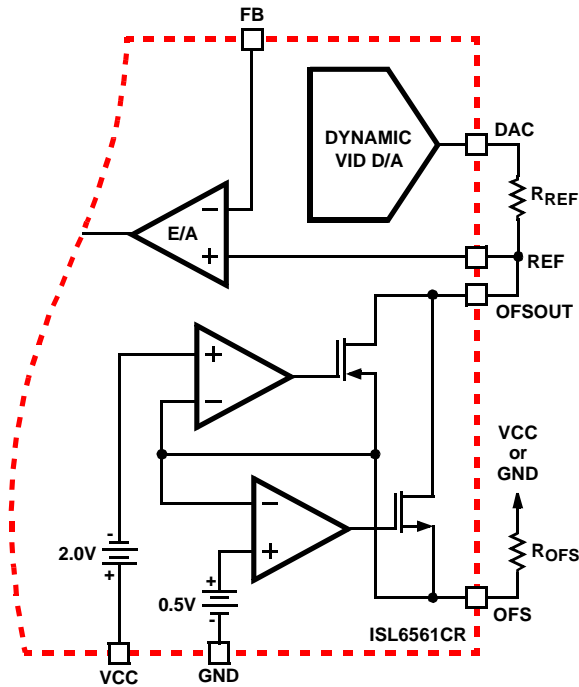 FB
DYNAMIC
VID D/A
DAC
RREF
E/A
−
+
REF
OFSOUT
+
−
VCC
or
GND
−
+
ROFS
-
2.0V
+
+
0.5V
-
OFS
ISL6561CR
VCC
GND